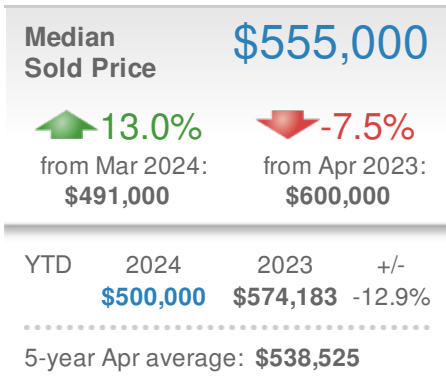 Median
Sold Price
$555,000
13.0%
from Mar 2024:
$491,000
-7.5%
from Apr 2023:
$600,000
YTD 2024 2023 +/-
$500,000 $574,183 -12.9%
5-year Apr average: $538,525